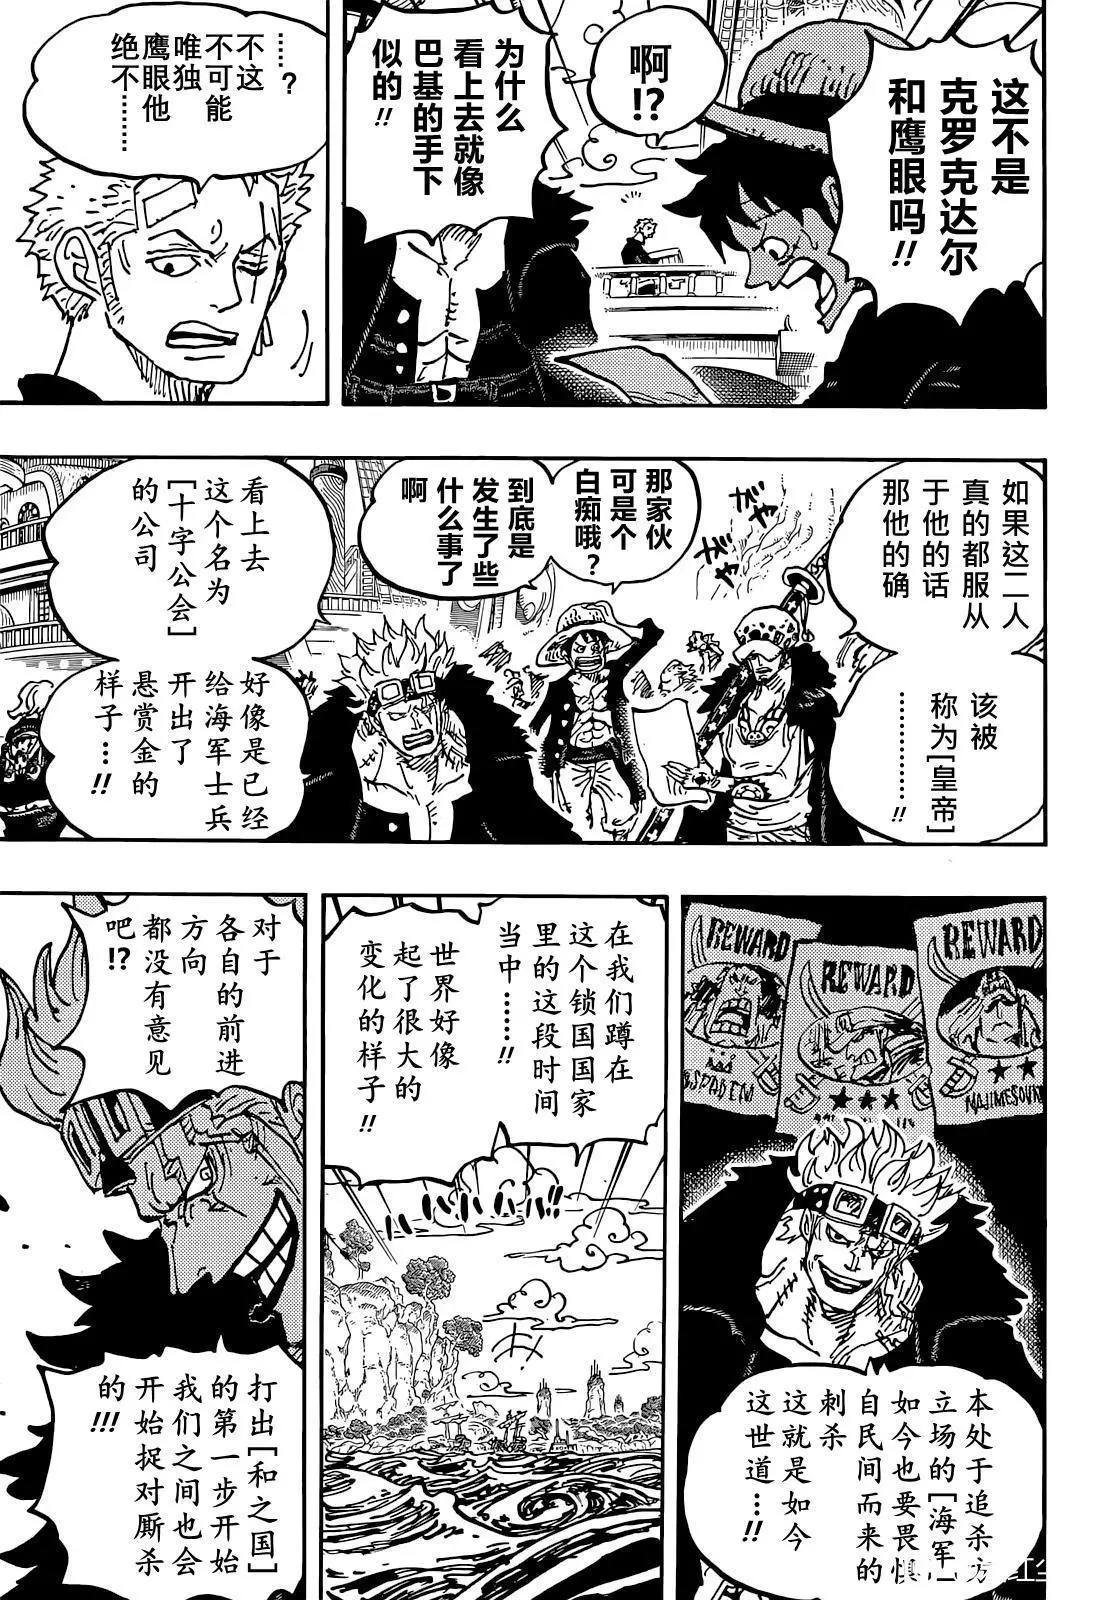 这不是
克罗克达尔
和鹰眼吗!!
啊!?
为什么
看上去就像
巴基的手下
似的!!
……?
不这
不可能
唯独
鹰眼他
绝不………
如果这二人
真的都服从
于他的话
那他的确
该被
称为[皇帝]
………!!
ギャ
ギャ
那家伙
可是个
白痴哦?
到底是
发生了些
什么事了
啊
看上去
这个名为
[十字公会]
的公司
好像是已经
给海军士兵
开出了
悬赏金的
样子…!!
REWARD
REWARD
REWARD
★★★
★★
本处于追杀方
立场的[海军]
如今也要畏惧
自民间而来的
刺杀
这就是如今
这世道…!!
在我们蹲在
这个锁国国家
里的这段时间
当中……!!
世界好像
起了很大的
变化的样子!!
对于
各自的前进
方向
都没有意见
吧!?
打出[和之国]
的第一步开始
我们之间也会
开始捉对厮杀
的!!!